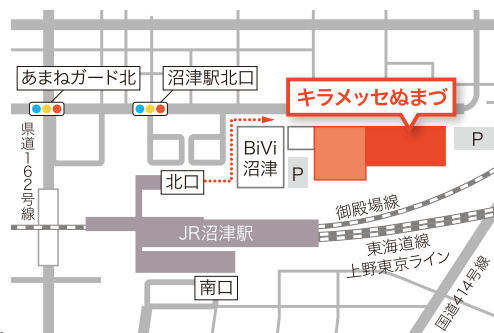 あまねガード北
沼津駅北口
キラメッセぬまづ
県道162号線
BiVi
沼津
P
P
北口
御殿場線
JR沼津駅
東海道線
上野東京ライン
南口
国道414号線